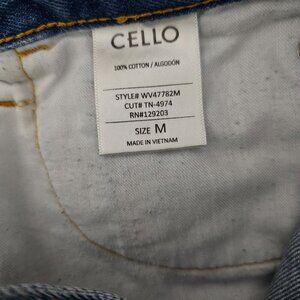 CELLO
100% COTTON / ALGODÓN
STYLE# WV47782M
CUT# TN-4974
RN#129203
SIZE M
MADE IN VIETNAM